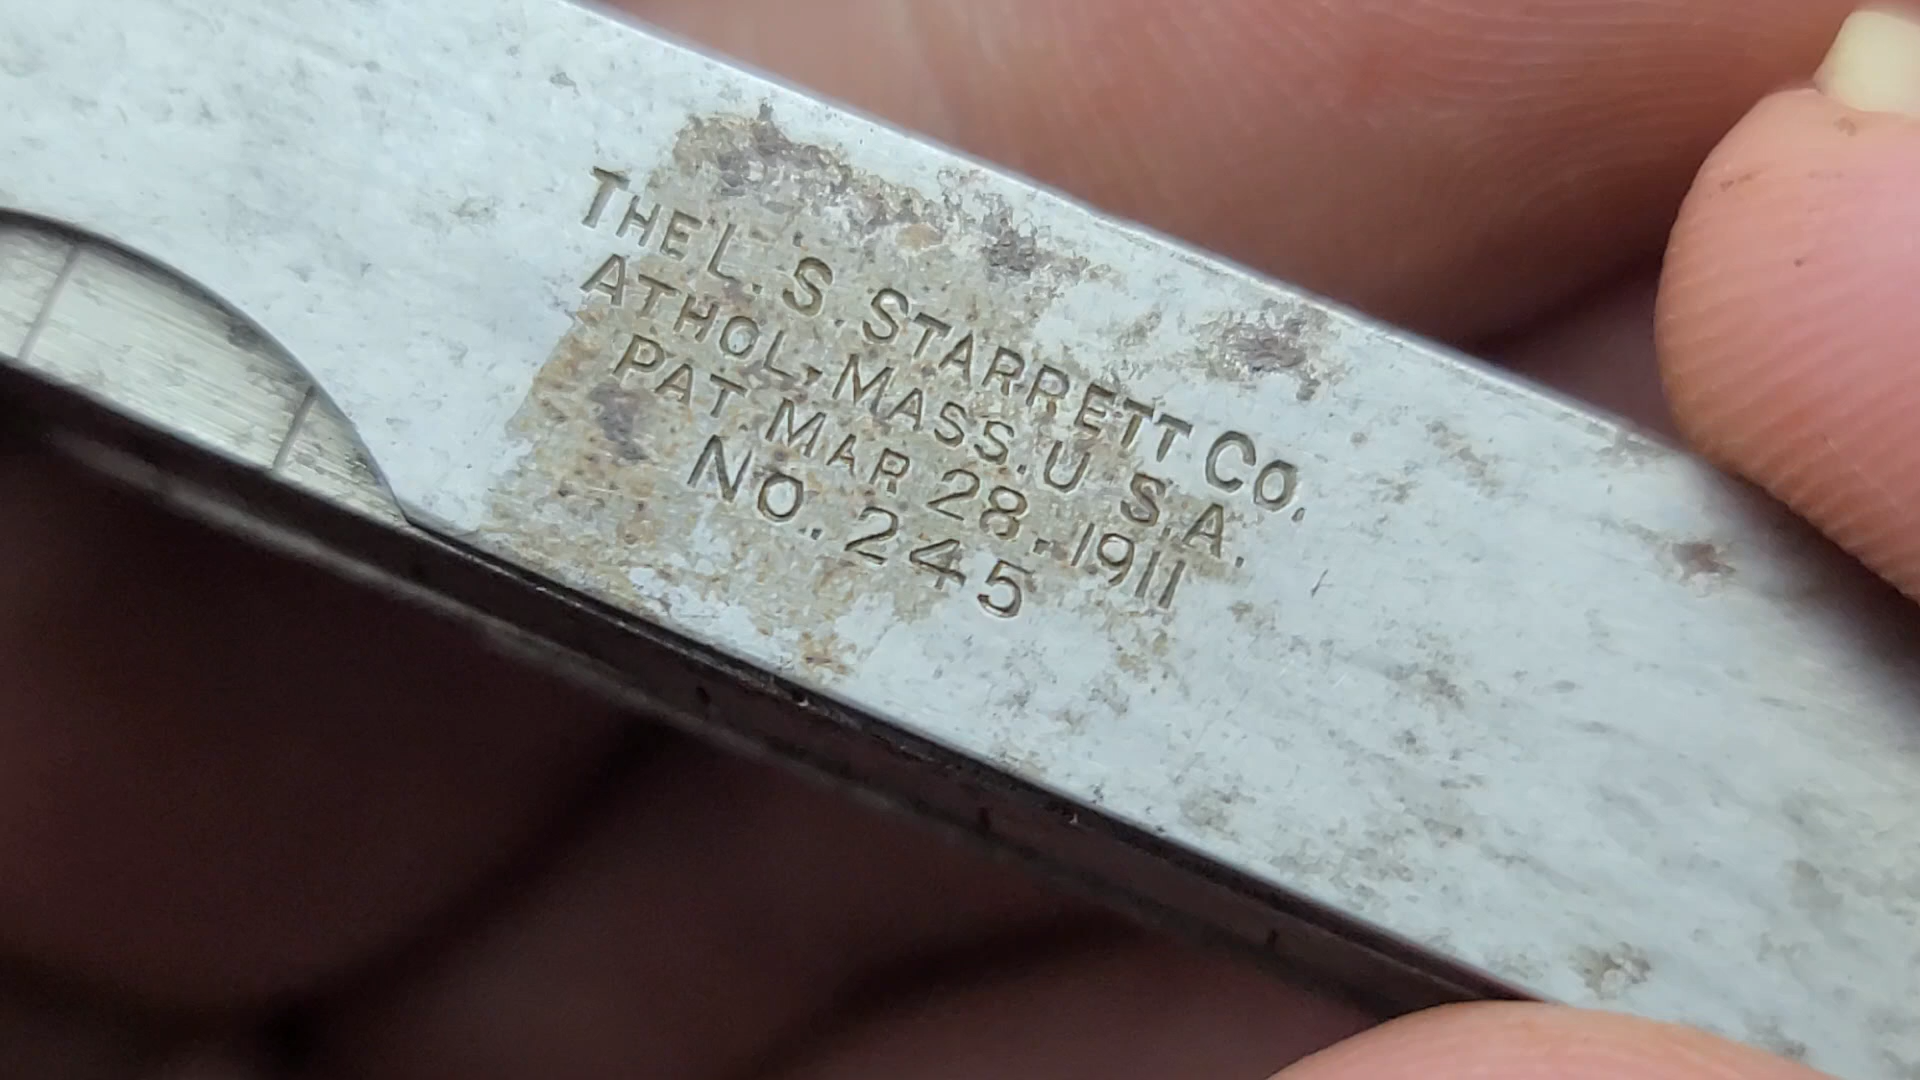 THE L. S. STARRETT CO.
ATHOL, MASS. U S.A.
PAT MAR 28, 1911
NO. 245